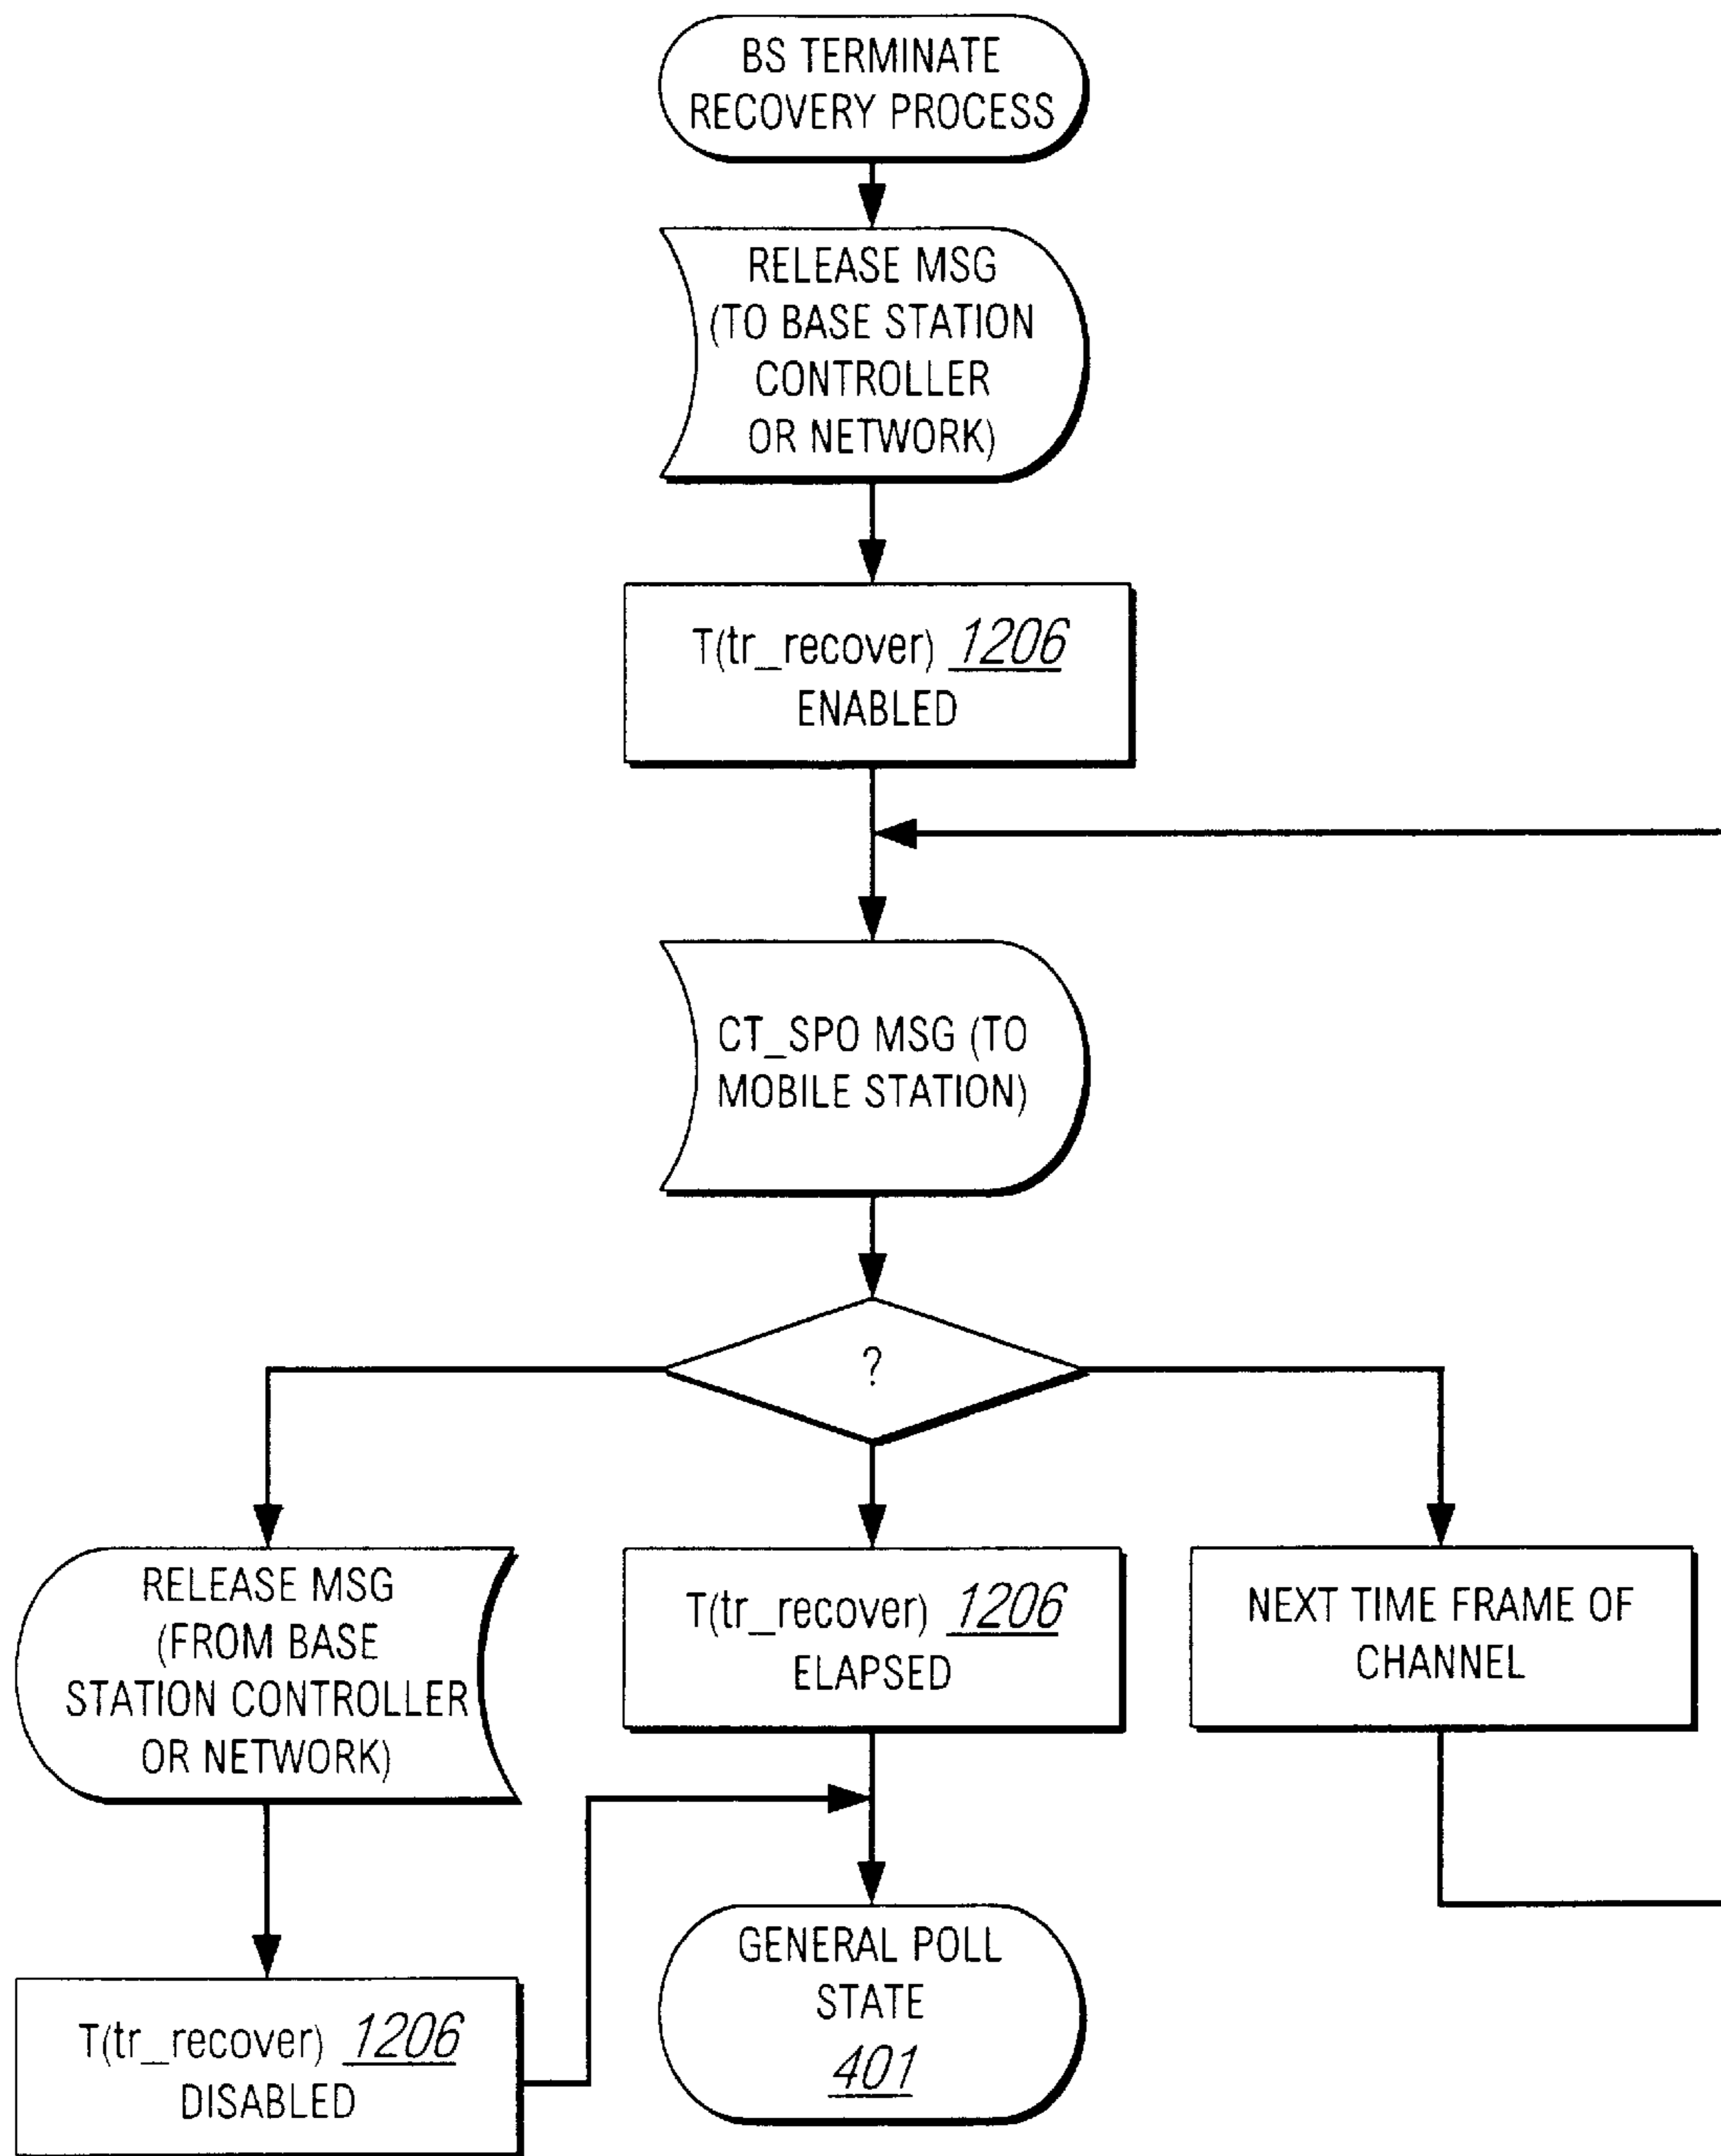 BS TERMINATE
RECOVERY PROCESS
RELEASE MSG
(TO BASE STATION
CONTROLLER
OR NETWORK)
T(tr_recover) 1206
ENABLED
CT_SPO MSG (TO
MOBILE STATION)
?
RELEASE MSG
(FROM BASE
STATION CONTROLLER
OR NETWORK)
T(tr_recover) 1206
ELAPSED
NEXT TIME FRAME OF
CHANNEL
T(tr_recover) 1206
DISABLED
GENERAL POLL
STATE
401